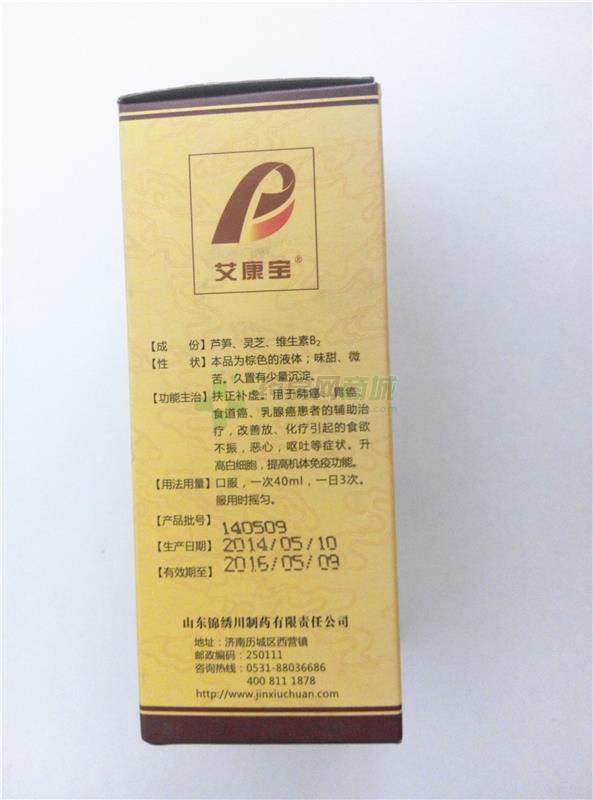 艾康宝®
【成 份】芦笋、灵芝、维生素B₂
【性 状】本品为棕色的液体；味甜、微
苦。久置有少量沉淀。
【功能主治】扶正补虚。用于肺癌、胃癌、
食道癌、乳腺癌患者的辅助治
疗，改善放、化疗引起的食欲
不振，恶心，呕吐等症状。升
高白细胞，提高机体免疫功能。
【用法用量】口服，一次40ml，一日3次。
服用时摇匀。
【产品批号】140509
【生产日期】2014/05/10
【有效期至】2016/05/09
山东锦绣川制药有限责任公司
地址：济南历城区西营镇
邮政编码：250111
咨询热线：0531-88036686
400 811 1878
http://www.jinxiuchuan.com